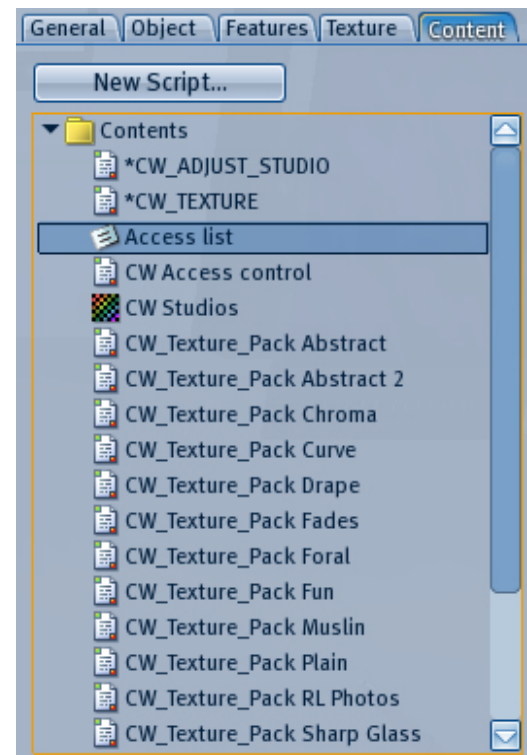 General Object Features Texture Content
New Script...
Contents
*CW_ADJUST_STUDIO
*CW_TEXTURE
Access list
CW Access control
CW Studios
CW_Texture_Pack Abstract
CW_Texture_Pack Abstract 2
CW_Texture_Pack Chroma
CW_Texture_Pack Curve
CW_Texture_Pack Drape
CW_Texture_Pack Fades
CW_Texture_Pack Foral
CW_Texture_Pack Fun
CW_Texture_Pack Muslin
CW_Texture_Pack Plain
CW_Texture_Pack RL Photos
CW_Texture_Pack Sharp Glass